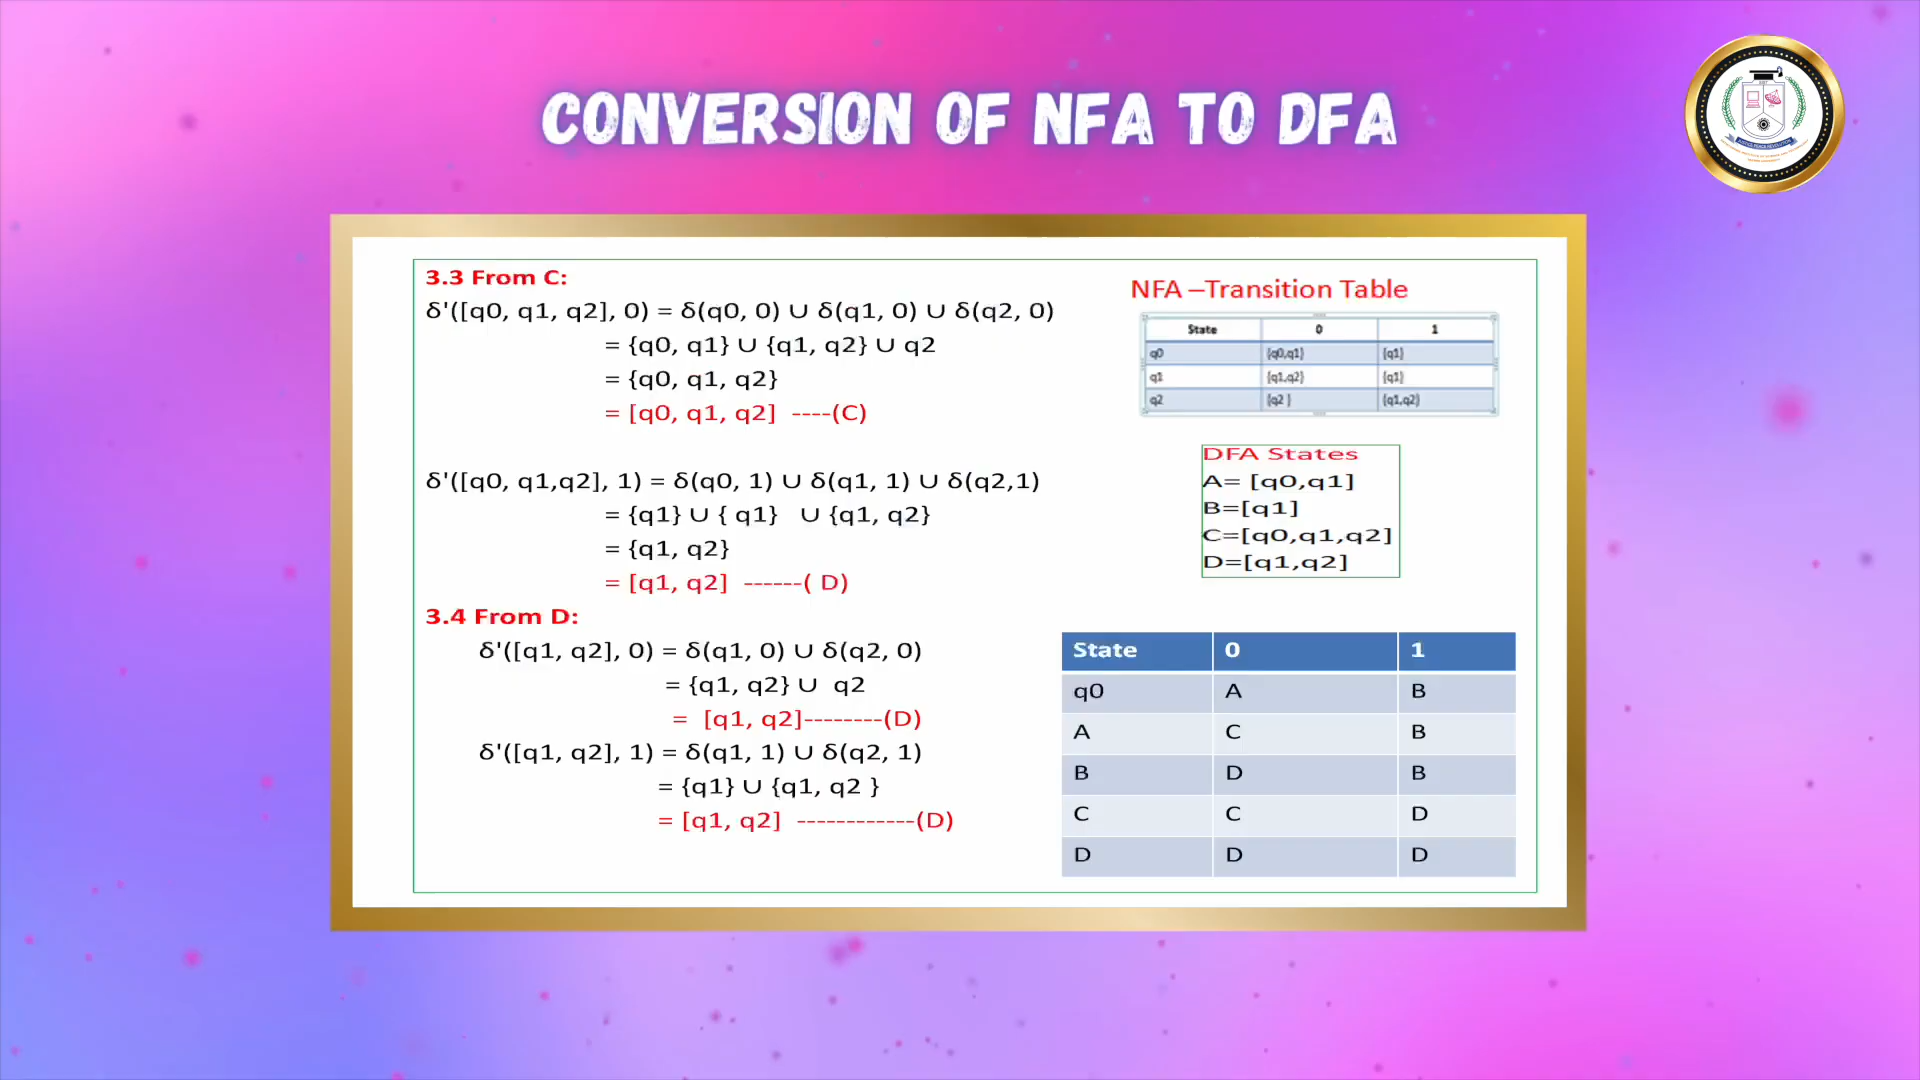 CONVERSION OF NFA TO DFA
3.3 From C:
δ'([q0, q1, q2], 0) = δ(q0, 0) ∪ δ(q1, 0) ∪ δ(q2, 0)
= {q0, q1} ∪ {q1, q2} ∪ q2
= {q0, q1, q2}
= [q0, q1, q2] ----(C)
δ'([q0, q1,q2], 1) = δ(q0, 1) ∪ δ(q1, 1) ∪ δ(q2,1)
= {q1} ∪ { q1} ∪ {q1, q2}
= {q1, q2}
= [q1, q2] ------( D)
3.4 From D:
δ'([q1, q2], 0) = δ(q1, 0) ∪ δ(q2, 0)
= {q1, q2} ∪ q2
= [q1, q2]--------(D)
δ'([q1, q2], 1) = δ(q1, 1) ∪ δ(q2, 1)
= {q1} ∪ {q1, q2 }
= [q1, q2] ------------(D)
NFA –Transition Table
State 0 1
q0 {q0,q1} {q1}
q1 {q1,q2} {q1}
q2 {q2 } {q1,q2}
DFA States
A= [q0,q1]
B=[q1]
C=[q0,q1,q2]
D=[q1,q2]
State 0 1
q0 A B
A C B
B D B
C C D
D D D